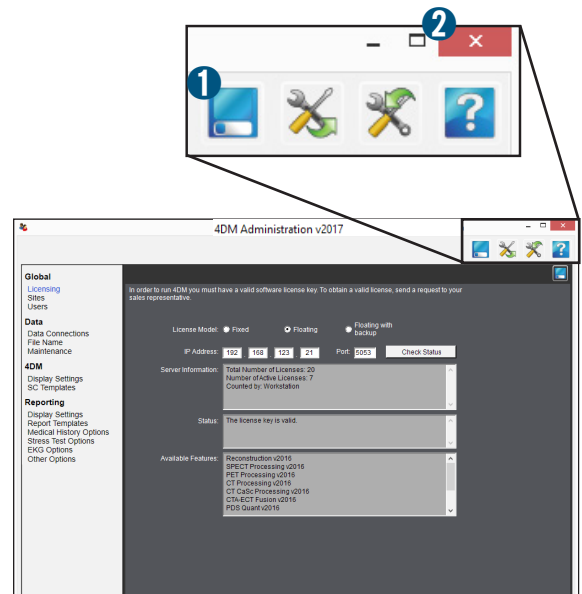 2
1
?
4DM Administration v2017
?
Global
Licensing
Sites
Users
Data
Data Connections
File Name
Maintenance
4DM
Display Settings
SC Templates
Reporting
Display Settings
Report Templates
Medical History Options
Stress Test Options
EKG Options
Other Options
In order to run 4DM you must have a valid software license key. To obtain a valid license, send a request to your
sales representative.
License Model: Fixed Floating Floating with
backup
IP Address: 192 168 123 21 Port: 5053 Check Status
Server Information: Total Number of Licenses: 20
Number of Active Licenses: 7
Counted by: Workstation
Status: The license key is valid.
Available Features: Reconstruction v2016
SPECT Processing v2016
PET Processing v2016
CT Processing v2016
CT CaSc Processing v2016
CTA-ECT Fusion v2016
PDS Quant v2016